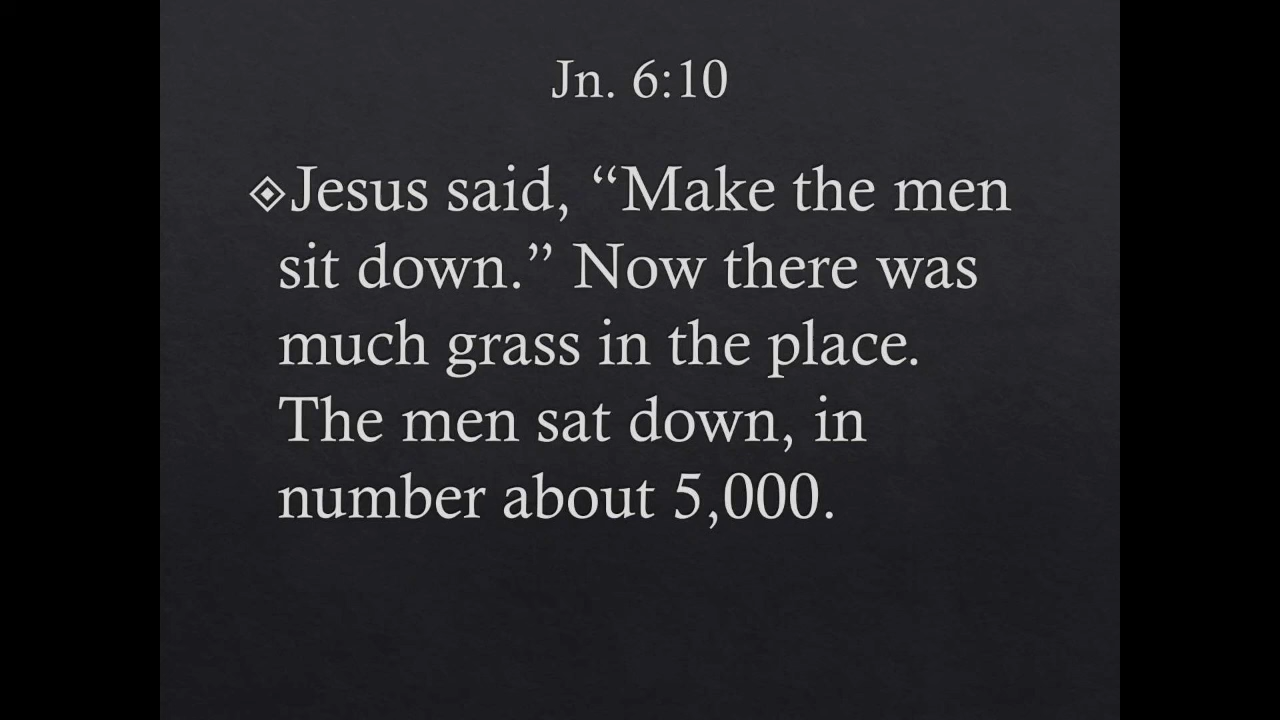 Jn. 6:10
Jesus said, “Make the men
sit down.” Now there was
much grass in the place.
The men sat down, in
number about 5,000.